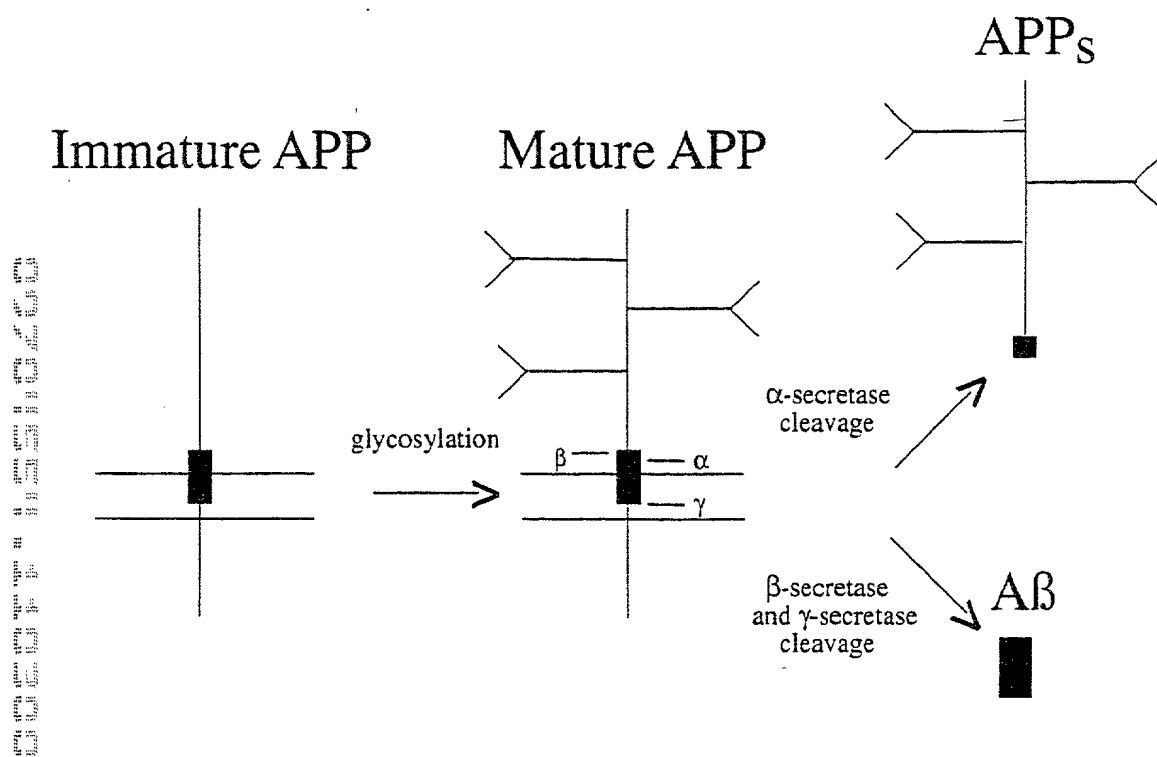 APPS
Immature APP
Mature APP
glycosylation
β
α
γ
α-secretase
cleavage
β-secretase
and γ-secretase
cleavage
Aß